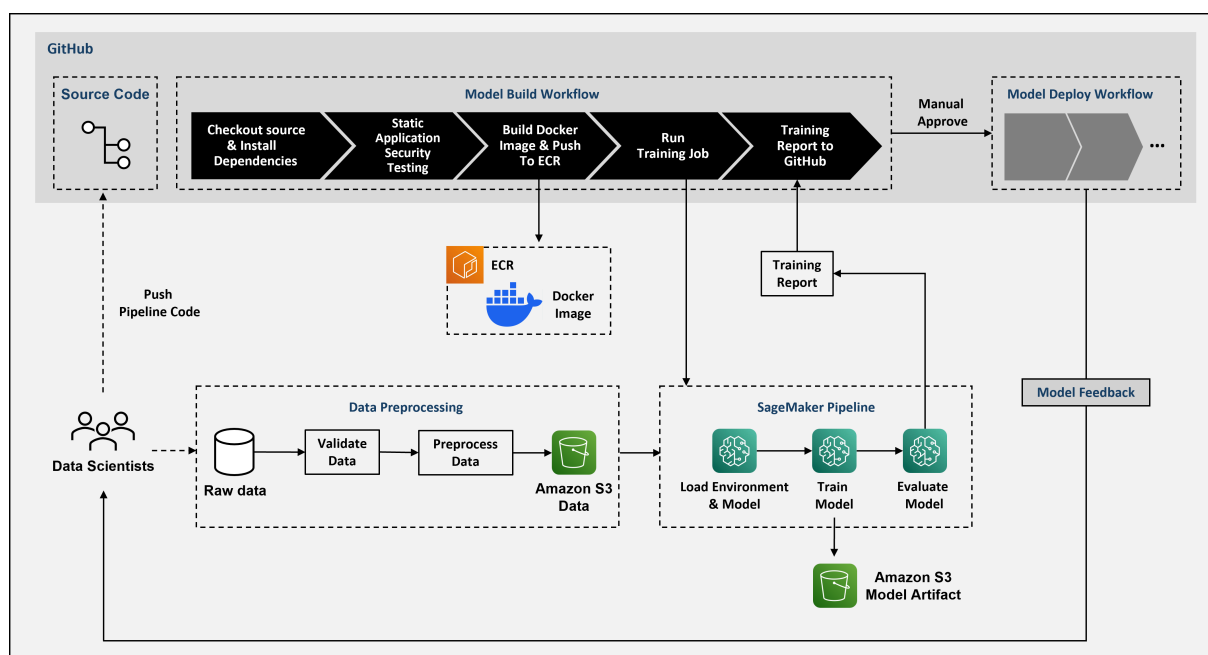 GitHub
Source Code
Model Build Workflow
Checkout source
& Install
Dependencies
Static
Application
Security
Testing
Build Docker
Image & Push
To ECR
Run
Training Job
Training
Report to
GitHub
Manual
Approve
Model Deploy Workflow
...
ECR
Docker
Image
Training
Report
Push
Pipeline Code
Model Feedback
Data Scientists
Data Preprocessing
Raw data
Validate
Data
Preprocess
Data
Amazon S3
Data
SageMaker Pipeline
Load Environment
& Model
Train
Model
Evaluate
Model
Amazon S3
Model Artifact